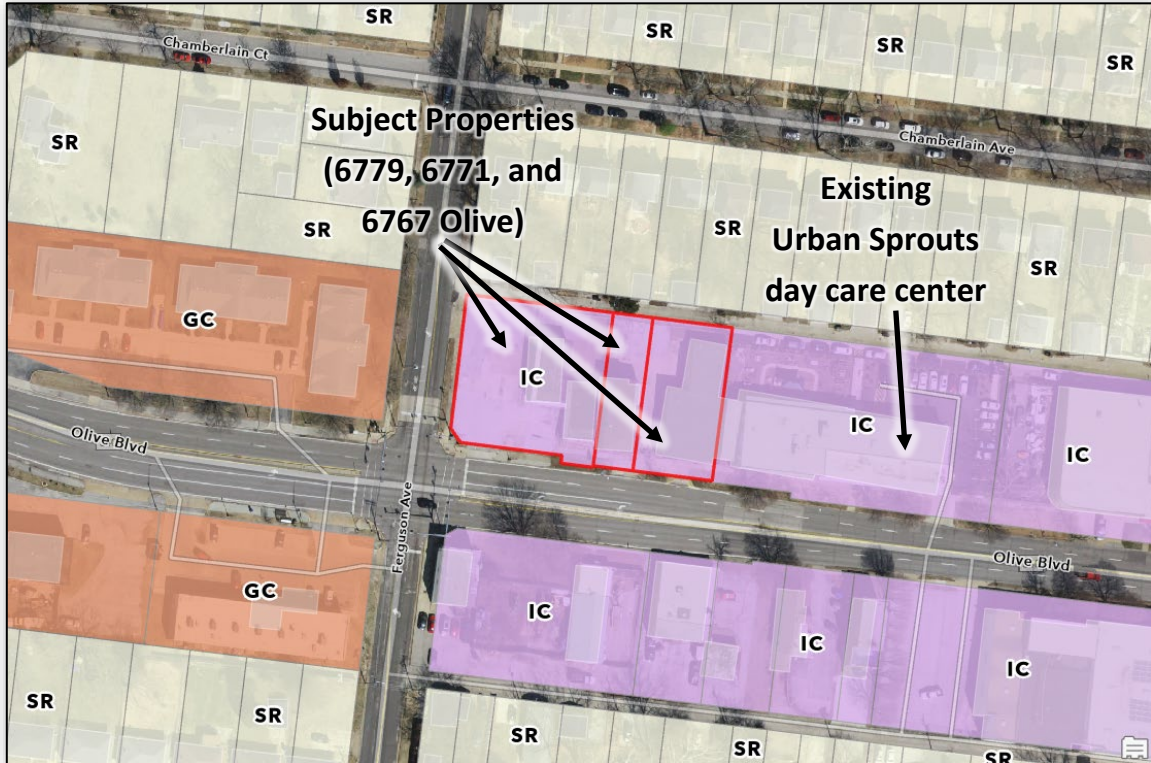 SR
SR
SR
SR
Chamberlain Ct
Chamberlain Ave
SR
Subject Properties
(6779, 6771, and
6767 Olive)
SR
SR
Existing
Urban Sprouts
day care center
SR
GC
IC
IC
IC
Olive Blvd
Ferguson Ave
Olive Blvd
GC
IC
IC
IC
SR
SR
SR
SR
SR